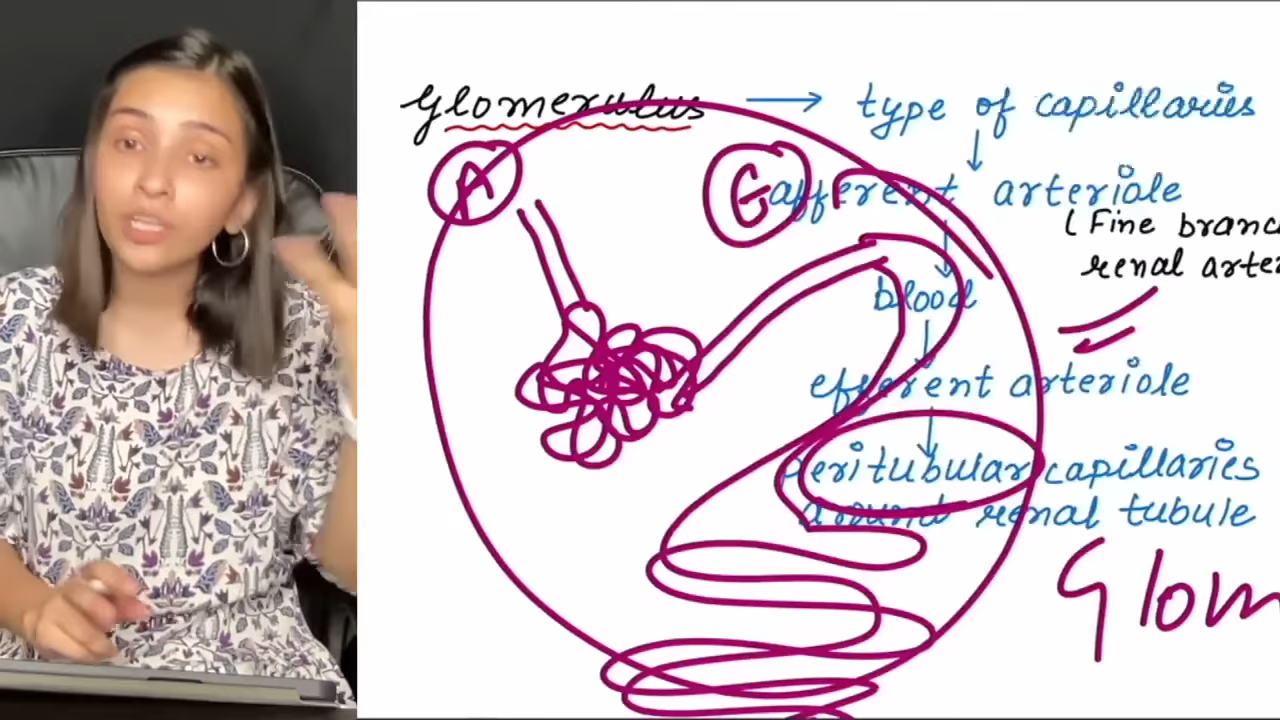 Glomerulus → type of capillaries
A
E
afferent arteriole
(Fine branc
renal arte
blood
efferent arteriole
peritubular capillaries
around renal tubule
Glom